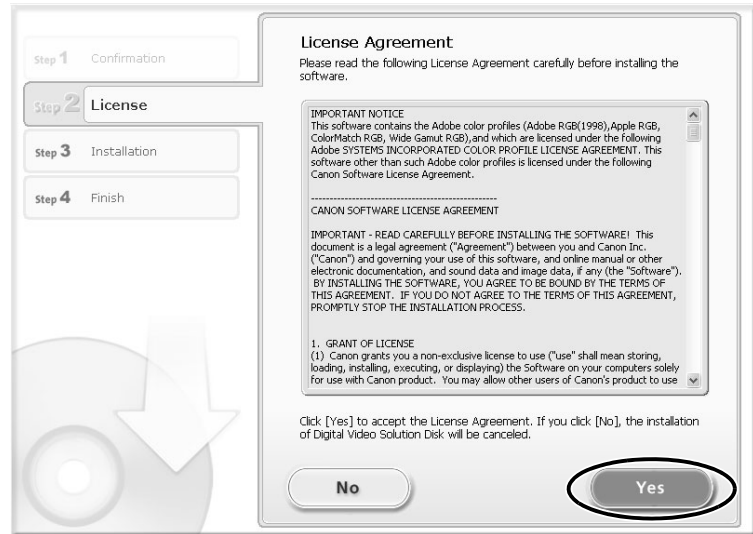 Step 1 Confirmation
Step 2 License
Step 3 Installation
Step 4 Finish
License Agreement
Please read the following License Agreement carefully before installing the
software.
IMPORTANT NOTICE
This software contains the Adobe color profiles (Adobe RGB(1998),Apple RGB,
ColorMatch RGB, Wide Gamut RGB),and which are licensed under the following
Adobe SYSTEMS INCORPORATED COLOR PROFILE LICENSE AGREEMENT. This
software other than such Adobe color profiles is licensed under the following
Canon Software License Agreement.
--------------------------------------------------
CANON SOFTWARE LICENSE AGREEMENT
IMPORTANT - READ CAREFULLY BEFORE INSTALLING THE SOFTWARE! This
document is a legal agreement ("Agreement") between you and Canon Inc.
("Canon") and governing your use of this software, and online manual or other
electronic documentation, and sound data and image data, if any (the "Software").
BY INSTALLING THE SOFTWARE, YOU AGREE TO BE BOUND BY THE TERMS OF
THIS AGREEMENT. IF YOU DO NOT AGREE TO THE TERMS OF THIS AGREEMENT,
PROMPTLY STOP THE INSTALLATION PROCESS.
1. GRANT OF LICENSE
(1) Canon grants you a non-exclusive license to use ("use" shall mean storing,
loading, installing, executing, or displaying) the Software on your computers solely
for use with Canon product. You may allow other users of Canon's product to use
Click [Yes] to accept the License Agreement. If you click [No], the installation
of Digital Video Solution Disk will be canceled.
No
Yes